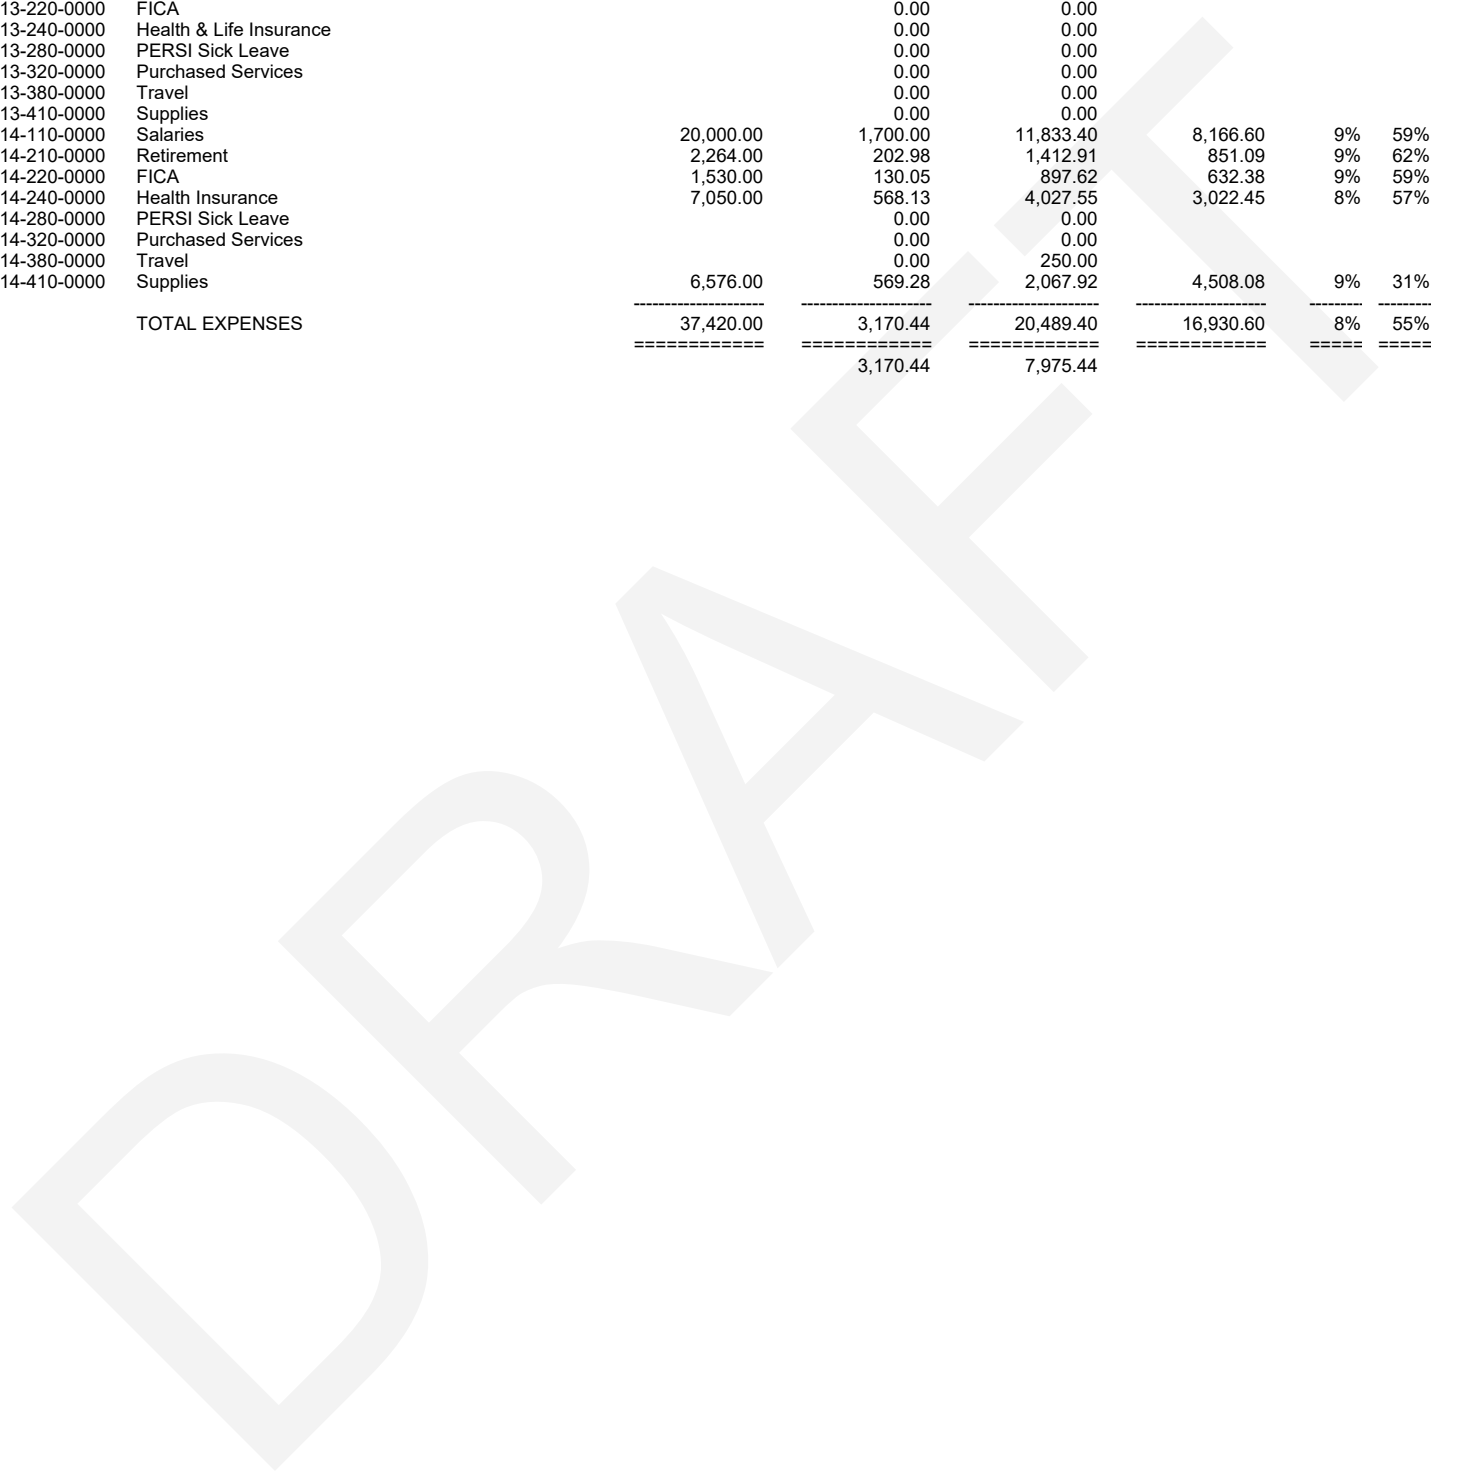 13-220-0000 FICA 0.00 0.00
13-240-0000 Health & Life Insurance 0.00 0.00
13-280-0000 PERSI Sick Leave 0.00 0.00
13-320-0000 Purchased Services 0.00 0.00
13-380-0000 Travel 0.00 0.00
13-410-0000 Supplies 0.00 0.00
14-110-0000 Salaries 20,000.00 1,700.00 11,833.40 8,166.60 9% 59%
14-210-0000 Retirement 2,264.00 202.98 1,412.91 851.09 9% 62%
14-220-0000 FICA 1,530.00 130.05 897.62 632.38 9% 59%
14-240-0000 Health Insurance 7,050.00 568.13 4,027.55 3,022.45 8% 57%
14-280-0000 PERSI Sick Leave 0.00 0.00
14-320-0000 Purchased Services 0.00 0.00
14-380-0000 Travel 0.00 250.00
14-410-0000 Supplies 6,576.00 569.28 2,067.92 4,508.08 9% 31%
--------------------- --------------------- --------------------- --------------------- -------- --------
TOTAL EXPENSES 37,420.00 3,170.44 20,489.40 16,930.60 8% 55%
============ ============ ============ ============ ===== =====
3,170.44 7,975.44
DRAFT